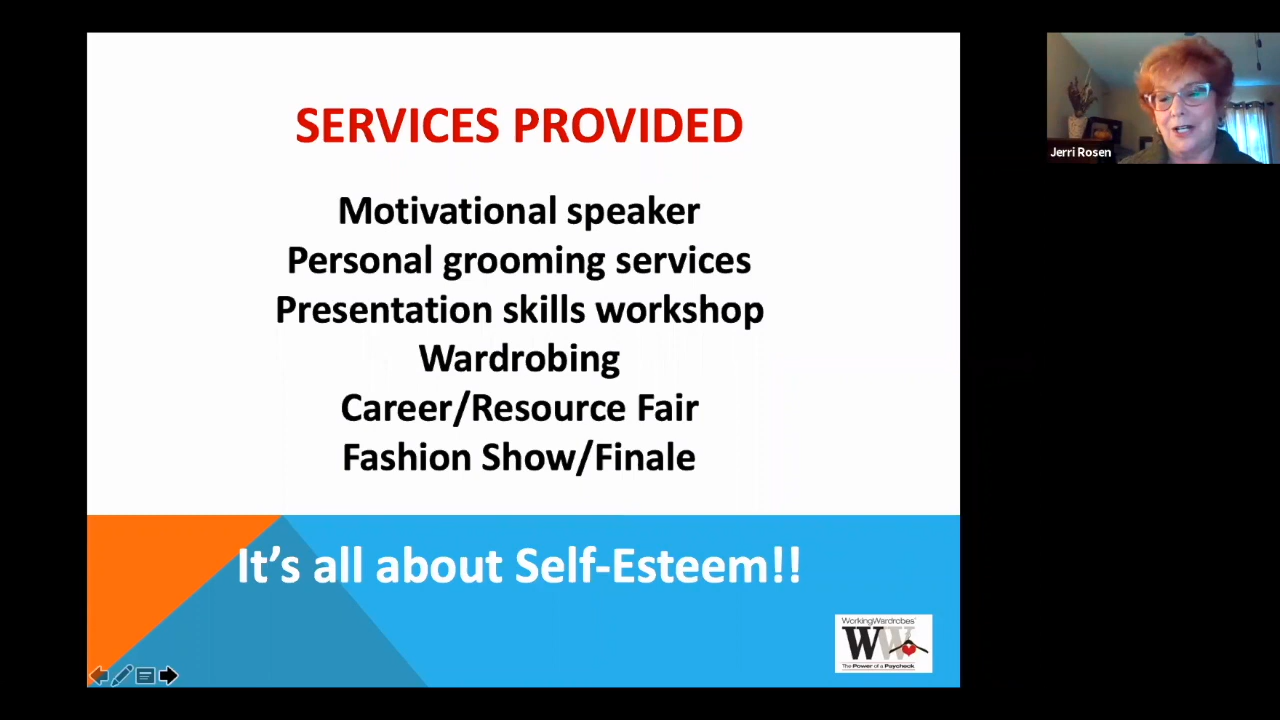 SERVICES PROVIDED
Jerri Rosen
Motivational speaker
Personal grooming services
Presentation skills workshop
Wardrobing
Career/Resource Fair
Fashion Show/Finale
It's all about Self-Esteem!!
WorkingWardrobes
WW
The Power of a Paycheck